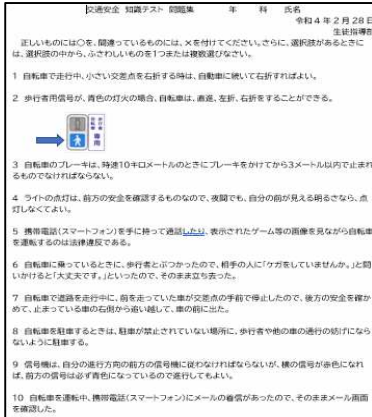 交通安全　知識テスト　問題集　　　年　　科　氏名
令和４年２月２８日
生徒指導部
正しいものには○を、間違っているものには、×を付けてください。さらに、選択肢があるときに
は、選択肢の中から、ふさわしいものを1つまたは複数選びなさい。
1 自転車で走行中、小さい交差点を右折する時は、自動車に続いて右折すればよい。
2 歩行者用信号が、青色の灯火の場合、自転車は、直進、左折、右折をすることができる。
歩行者・自転車専用
3 自転車のブレーキは、時速10キロメートルのときにブレーキをかけてから3メートル以内で止まれ
るものでなければならない。
4 ライトの点灯は、前方の安全を確認するものなので、夜間でも、自分の前が見える明るさなら、点
灯しなくてよい。
5 携帯電話(スマートフォン)を手に持って通話したり、表示されたゲーム等の画像を見ながら自転車
を運転するのは法律違反である。
6 自転車に乗っているときに、歩行者とぶつかったので、相手の人に「ケガをしていませんか。」と問
いかけると「大丈夫です。」といったので、そのまま立ち去った。
7 自転車で道路を走行中に、前を走っていた車が交差点の手前で停止したので、後方の安全を確か
めて、止まっている車の右側から追い越して、車の前に出た。
8 自転車を駐車するときは、駐車が禁止されていない場所に、歩行者や他の車の通行の妨げになら
ないように駐車する。
9 信号機は、自分の進行方向の前方の信号機に従わなければならないが、横の信号が赤色になれ
ば、前方の信号は必ず青色になっているので進行してもよい。
10 自転車を運転中、携帯電話(スマートフォン)にメールの着信があったので、そのままメール画面
を確認した。